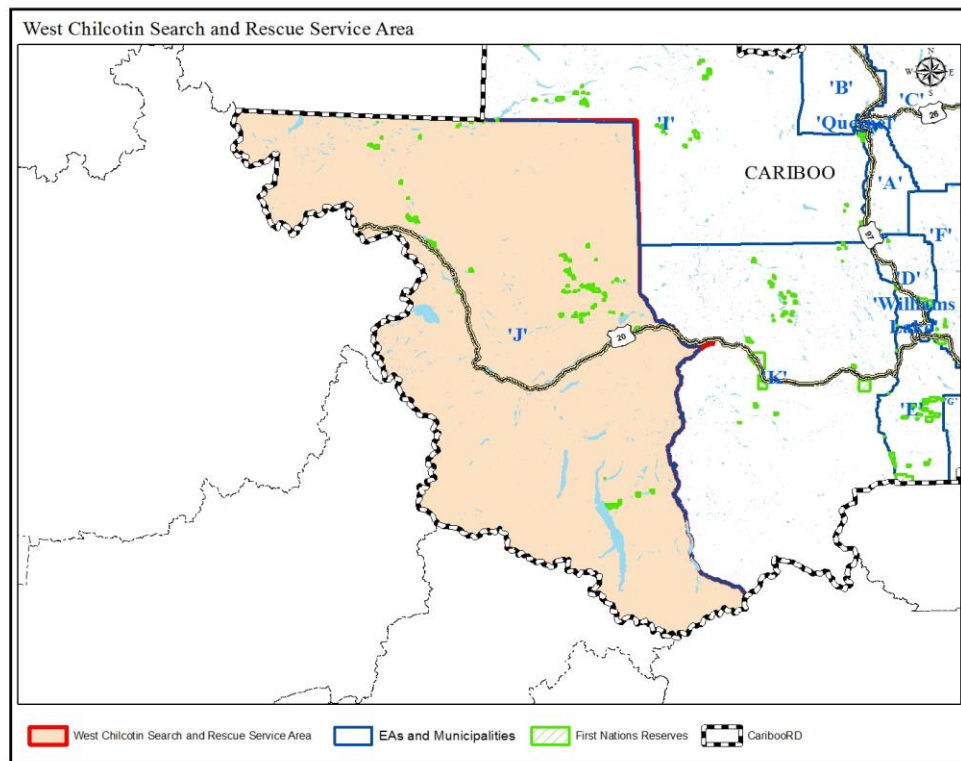 West Chilcotin Search and Rescue Service Area
N
W E
S
'B'
'C'
26
'I'
'Quesnel'
CARIBOO
'A'
97
'F'
'D'
'Williams
Lake'
'J'
20
'K'
'E'
'G'
West Chilcotin Search and Rescue Service Area
EAs and Municipalities
First Nations Reserves
CaribooRD